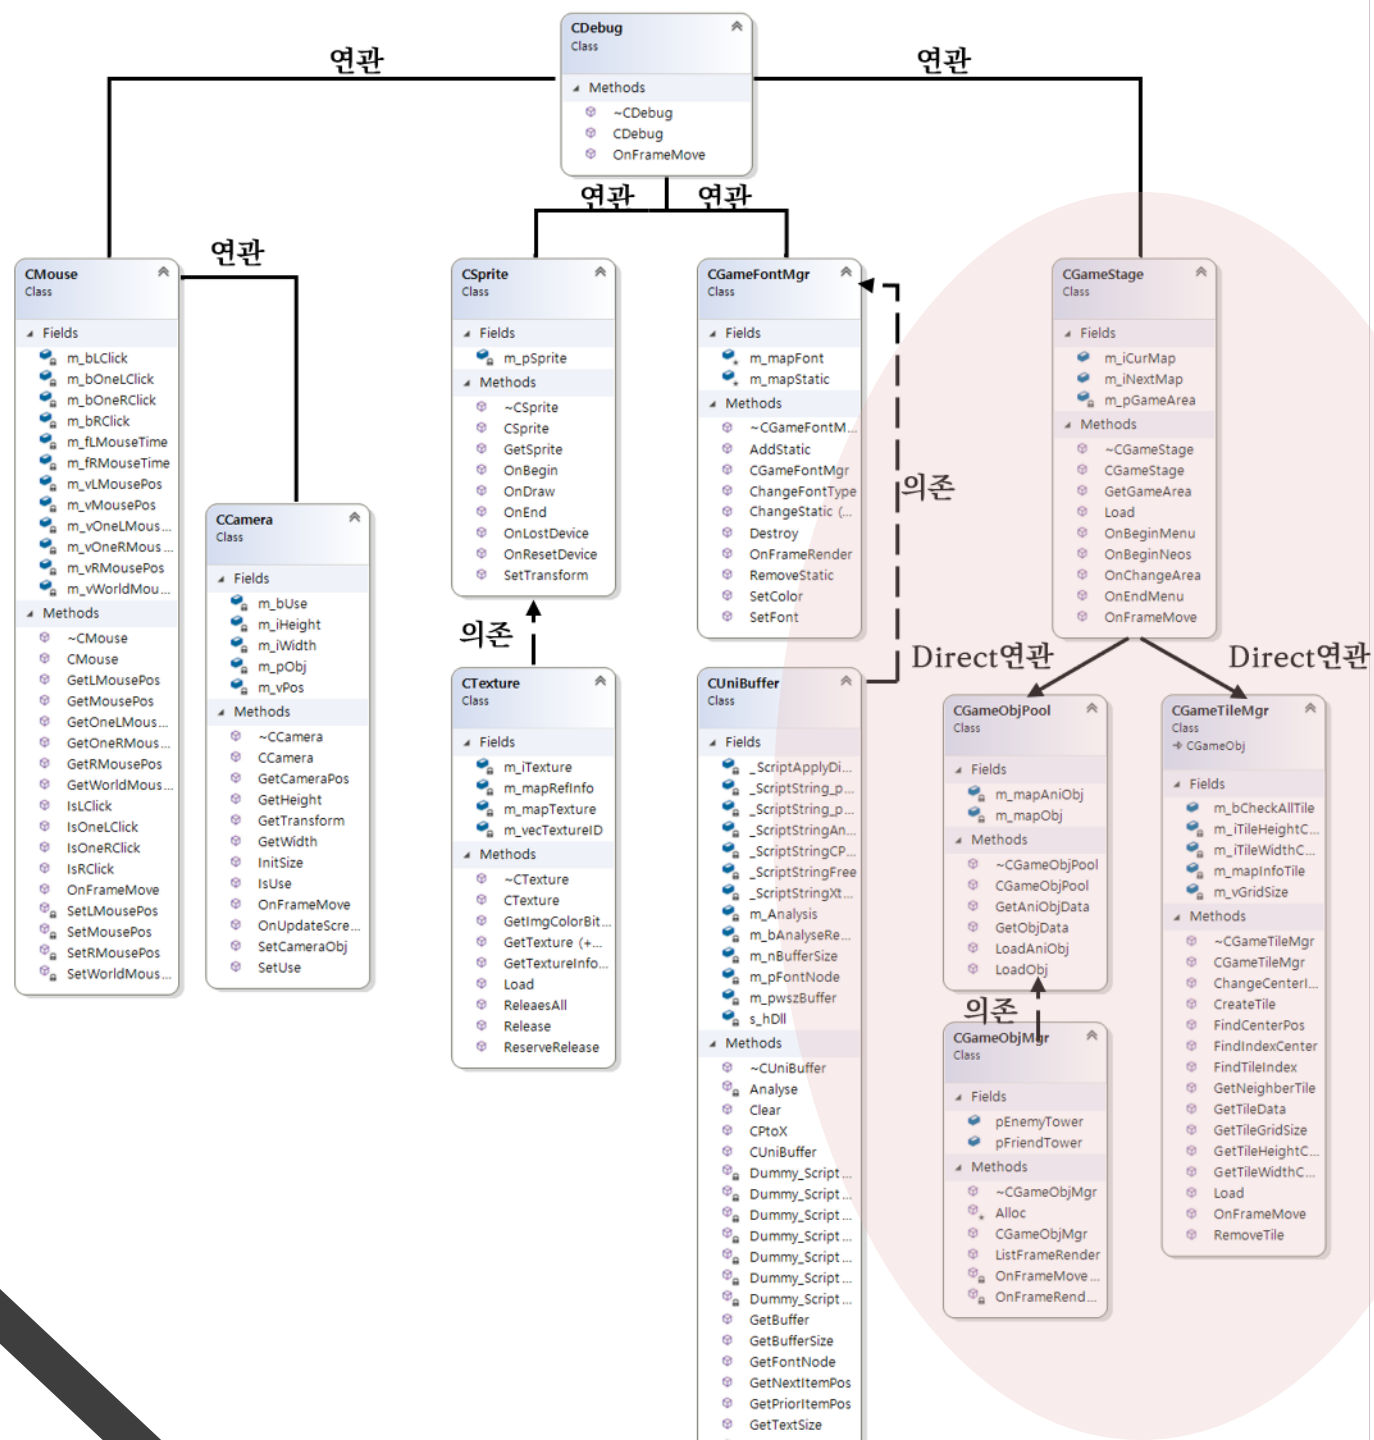 CDebug
Class
Methods
~CDebug
CDebug
OnFrameMove
연관
연관
연관
연관
연관
CMouse
Class
Fields
m_bLClick
m_bOneLClick
m_bOneRClick
m_bRClick
m_fLMouseTime
m_fRMouseTime
m_vLMousePos
m_vMousePos
m_vOneLMous...
m_vOneRMous...
m_vRMousePos
m_vWorldMou...
Methods
~CMouse
CMouse
GetLMousePos
GetMousePos
GetOneLMous...
GetOneRMous...
GetRMousePos
GetWorldMous...
IsLClick
IsOneLClick
IsOneRClick
IsRClick
OnFrameMove
SetLMousePos
SetMousePos
SetRMousePos
SetWorldMous...
CCamera
Class
Fields
m_bUse
m_iHeight
m_iWidth
m_pObj
m_vPos
Methods
~CCamera
CCamera
GetCameraPos
GetHeight
GetTransform
GetWidth
InitSize
IsUse
OnFrameMove
OnUpdateScre...
SetCameraObj
SetUse
CSprite
Class
Fields
m_pSprite
Methods
~CSprite
CSprite
GetSprite
OnBegin
OnDraw
OnEnd
OnLostDevice
OnResetDevice
SetTransform
의존
CTexture
Class
Fields
m_iTexture
m_mapRefInfo
m_mapTexture
m_vecTextureID
Methods
~CTexture
CTexture
GetImgColorBit...
GetTexture (+...
GetTextureInfo...
Load
ReleaesAll
Release
ReserveRelease
CGameFontMgr
Class
Fields
m_mapFont
m_mapStatic
Methods
~CGameFontM...
AddStatic
CGameFontMgr
ChangeFontType
ChangeStatic (...
Destroy
OnFrameRender
RemoveStatic
SetColor
SetFont
의존
CUniBuffer
Class
Fields
_ScriptApplyDi...
_ScriptString_p...
_ScriptString_p...
_ScriptStringAn...
_ScriptStringCP...
_ScriptStringFree
_ScriptStringXt...
m_Analysis
m_bAnalyseRe...
m_nBufferSize
m_pFontNode
m_pwszBuffer
s_hDll
Methods
~CUniBuffer
Analyse
Clear
CPtoX
CUniBuffer
Dummy_Script...
Dummy_Script...
Dummy_Script...
Dummy_Script...
Dummy_Script...
Dummy_Script...
Dummy_Script...
GetBuffer
GetBufferSize
GetFontNode
GetNextItemPos
GetPriorItemPos
GetTextSize
CGameStage
Class
Fields
m_iCurMap
m_iNextMap
m_pGameArea
Methods
~CGameStage
CGameStage
GetGameArea
Load
OnBeginMenu
OnBeginNeos
OnChangeArea
OnEndMenu
OnFrameMove
Direct연관
Direct연관
CGameObjPool
Class
Fields
m_mapAniObj
m_mapObj
Methods
~CGameObjPool
CGameObjPool
GetAniObjData
GetObjData
LoadAniObj
LoadObj
의존
CGameObjMgr
Class
Fields
pEnemyTower
pFriendTower
Methods
~CGameObjMgr
Alloc
CGameObjMgr
ListFrameRender
OnFrameMove...
OnFrameRend...
CGameTileMgr
Class
CGameObj
Fields
m_bCheckAllTile
m_iTileHeightC...
m_iTileWidthC...
m_mapInfoTile
m_vGridSize
Methods
~CGameTileMgr
CGameTileMgr
ChangeCenterI...
CreateTile
FindCenterPos
FindIndexCenter
FindTileIndex
GetNeighberTile
GetTileData
GetTileGridSize
GetTileHeightC...
GetTileWidthC...
Load
OnFrameMove
RemoveTile